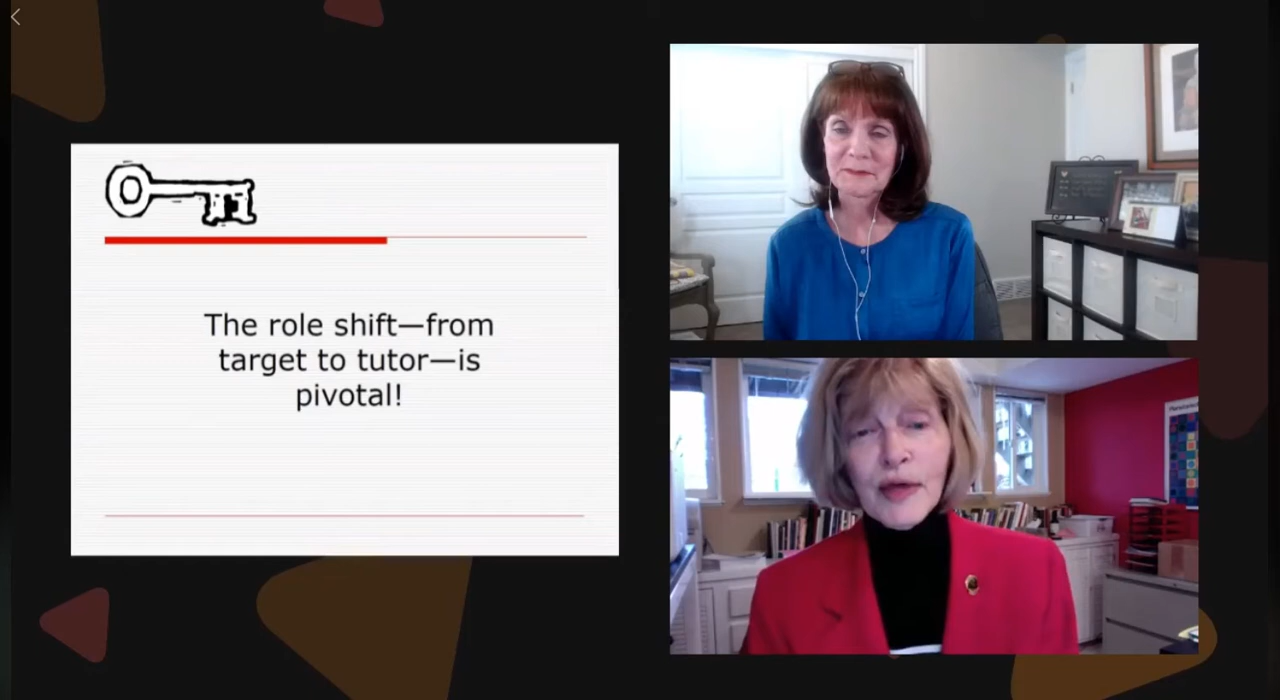 The role shift—from
target to tutor—is
pivotal!